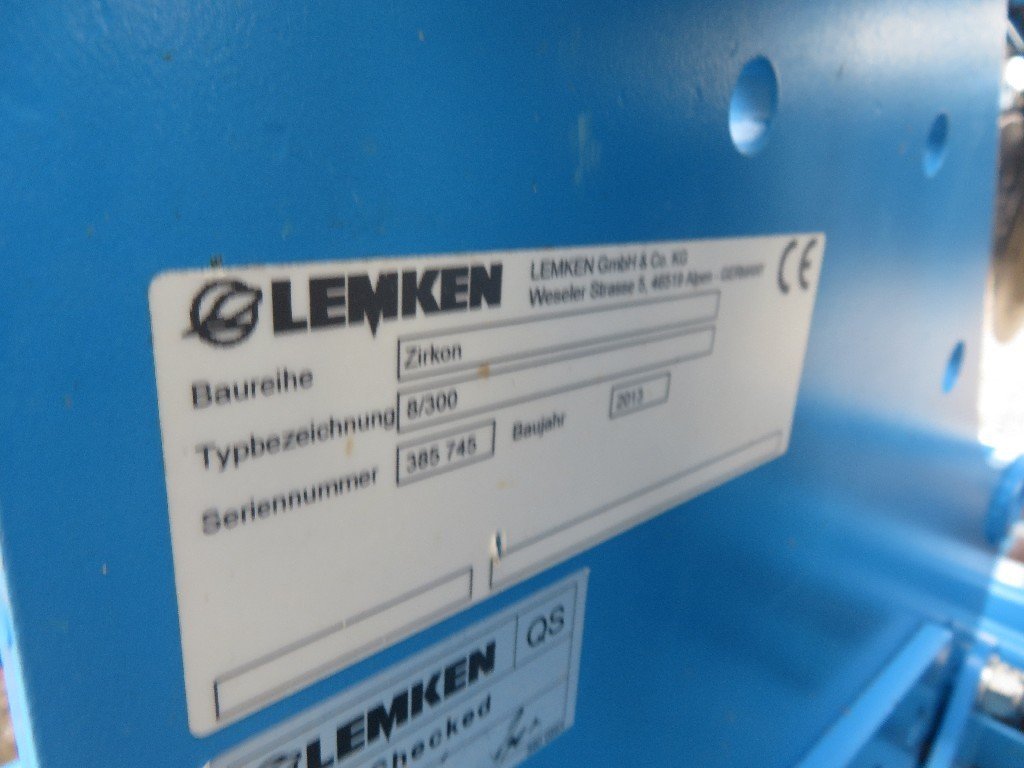 LEMKEN
LEMKEN GmbH & Co. KG
Weseler Strasse 5, 46519 Alpen - GERMANY
CE
Baureihe Zirkon
Typbezeichnung 8/300
Seriennummer 385 745 Baujahr 2013
LEMKEN QS
checked